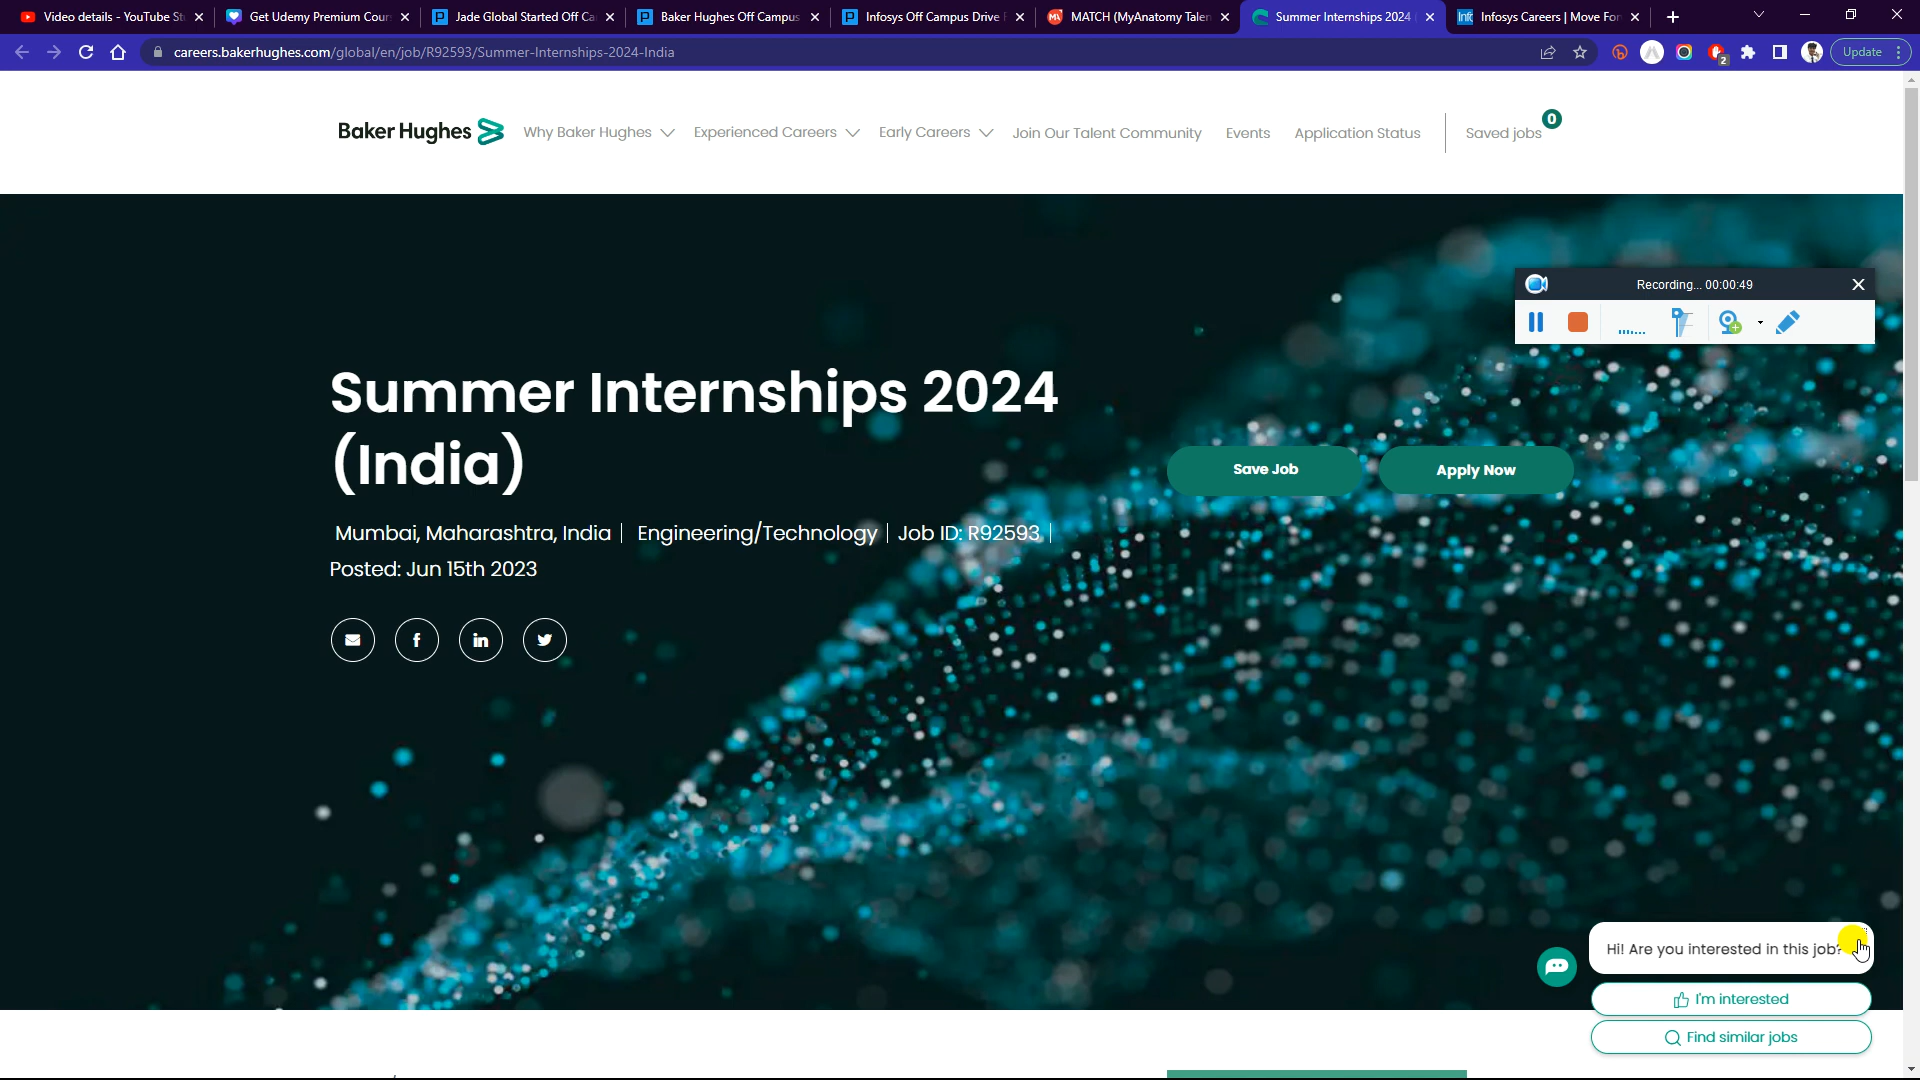 Video details - YouTube St
Get Udemy Premium Cour
Jade Global Started Off Ca
Baker Hughes Off Campus
Infosys Off Campus Drive F
MATCH (MyAnatomy Talen
Summer Internships 2024
Infosys Careers | Move For
careers.bakerhughes.com/global/en/job/R92593/Summer-Internships-2024-India
2
Update
Baker Hughes
Why Baker Hughes
Experienced Careers
Early Careers
Join Our Talent Community
Events
Application Status
Saved jobs
0
Recording... 00:00:49
Summer Internships 2024
(India)
Save Job
Apply Now
Mumbai, Maharashtra, India | Engineering/Technology | Job ID: R92593 |
Posted: Jun 15th 2023
Hi! Are you interested in this job?
I'm interested
Find similar jobs